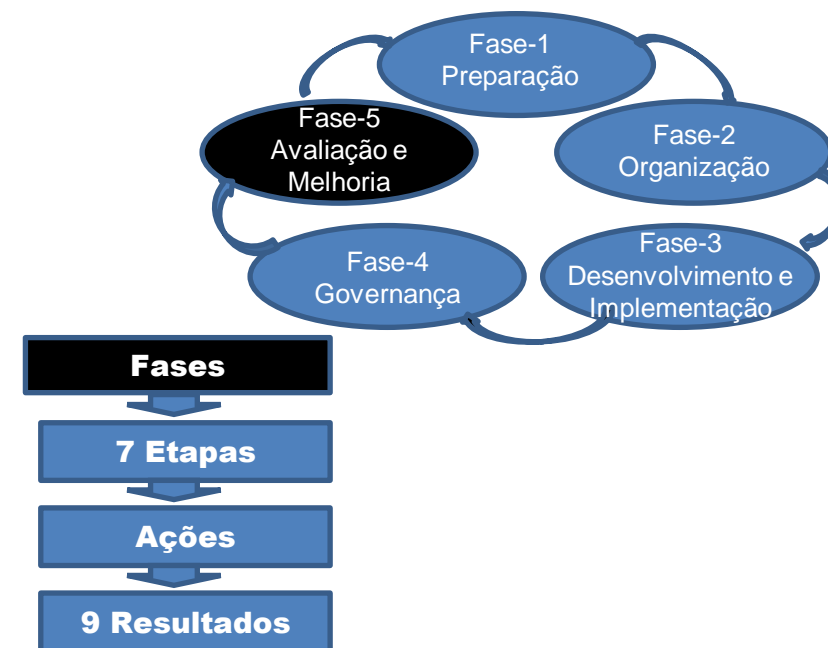 Fase-1
Preparação
Fase-2
Organização
Fase-3
Desenvolvimento e
Implementação
Fase-4
Governança
Fase-5
Avaliação e
Melhoria
Fases
7 Etapas
Ações
9 Resultados